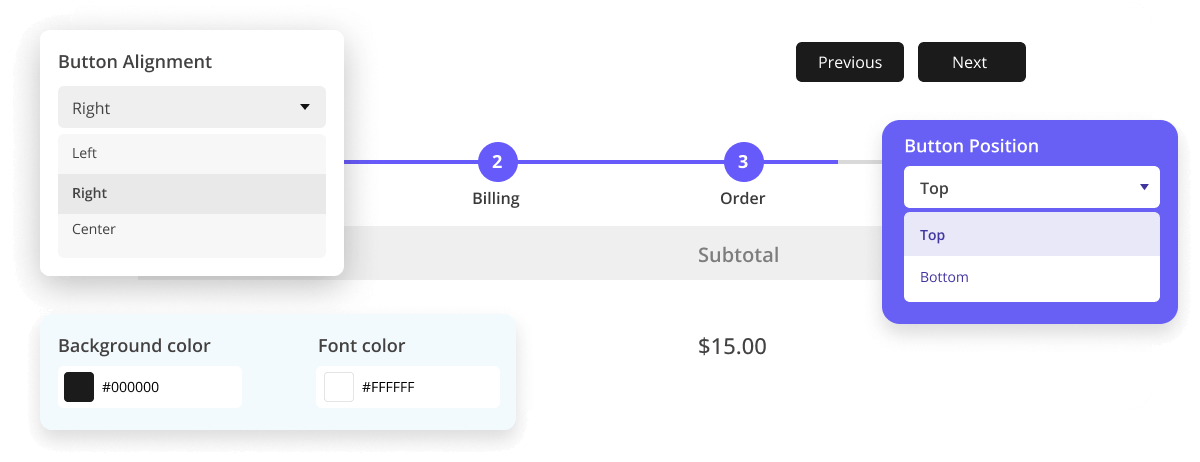 Button Alignment
Right
Left
Right
Center
Previous
Next
2
Billing
3
Order
Subtotal
$15.00
Button Position
Top
Top
Bottom
Background color
#000000
Font color
#FFFFFF